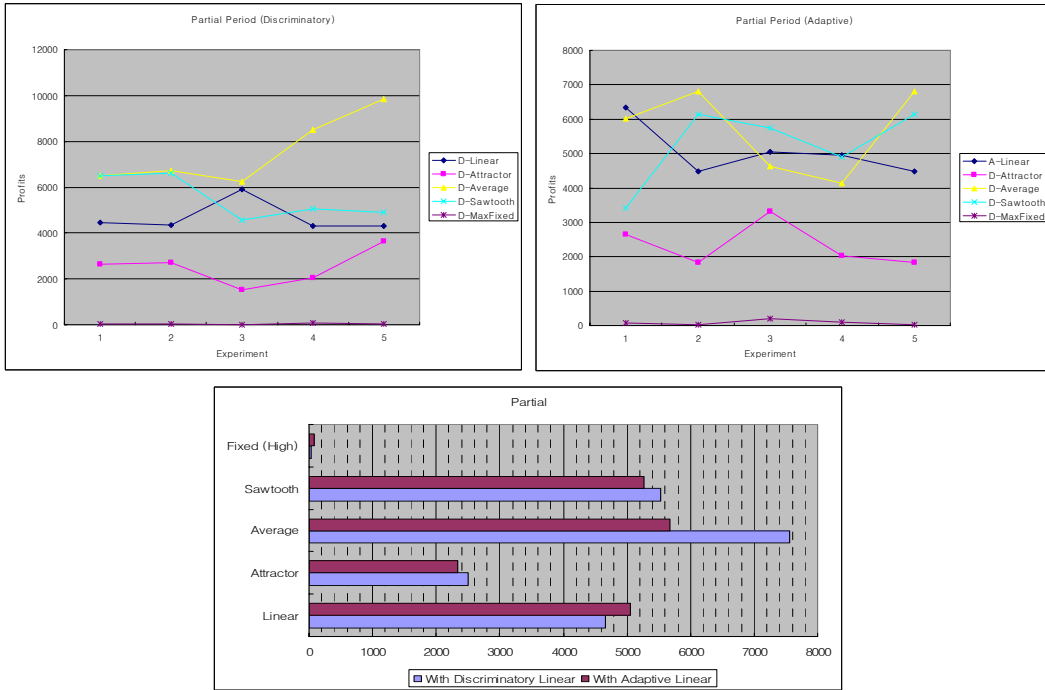 Partial Period (Discriminatory)
12000
10000
8000
6000
4000
2000
0
Profits
1 2 3 4 5
Experiment
D-Linear
D-Attractor
D-Average
D-Sawtooth
D-MaxFixed
Partial Period (Adaptive)
8000
7000
6000
5000
4000
3000
2000
1000
0
Profits
1 2 3 4 5
Experiment
A-Linear
D-Attractor
D-Average
D-Sawtooth
D-MaxFixed
Partial
Fixed (High)
Sawtooth
Average
Attractor
Linear
0 1000 2000 3000 4000 5000 6000 7000 8000
With Discriminatory Linear With Adaptive Linear